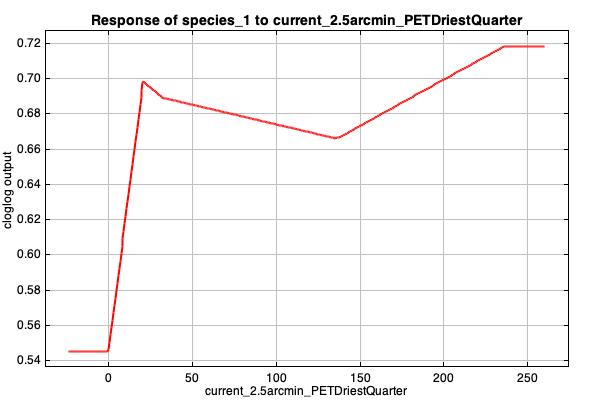 Response of species_1 to current_2.5arcmin_PETDriestQuarter
cloglog output
0.72
0.70
0.68
0.66
0.64
0.62
0.60
0.58
0.56
0.54
0 50 100 150 200 250
current_2.5arcmin_PETDriestQuarter